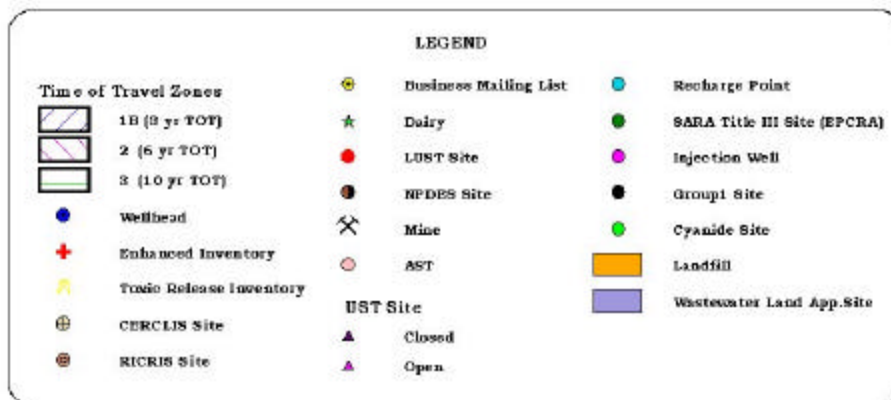 LEGEND
Time of
Travel Zones
1B (3 yr TOT)
2 (6 yr TOT)
3 (10 yr TOT)
Wellhead
Enhanced Inventory
Toxic Release Inventory
CERCLIS Site
RICRIS Site
Business Mailing List
Dairy
LUST Site
NPDES Site
Mine
AST
UST Site
Closed
Open
Recharge Point
SARA Title III Site (EPCRA)
Injection Well
Group1 Site
Cyanide Site
Landfill
Wastewater Land App.Site